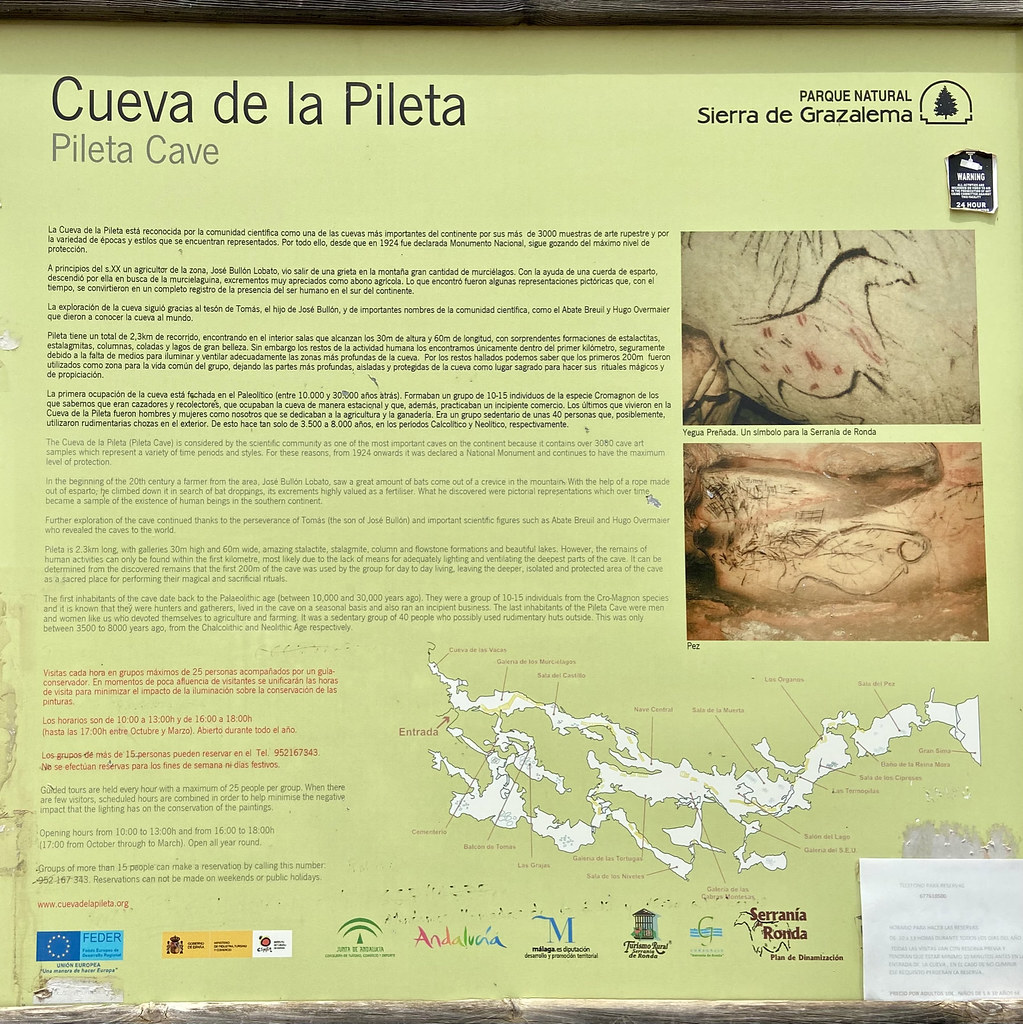 Cueva de la Pileta
Pileta Cave
PARQUE NATURAL
Sierra de Grazalema
WARNING
24 HOUR
La Cueva de la Pileta está reconocida por la comunidad científica como una de las cuevas más importantes del continente por sus más de 3000 muestras de arte rupestre y por
la variedad de épocas y estilos que se encuentran representados. Por todo ello, desde que en 1924 fue declarada Monumento Nacional, sigue gozando del máximo nivel de
protección.
A principios del s.XX un agricultor de la zona, José Bullón Lobato, vio salir de una grieta en la montaña gran cantidad de murciélagos. Con la ayuda de una cuerda de esparto,
descendió por ella en busca de la murcielaguina, excrementos muy apreciados como abono agrícola. Lo que encontró fueron algunas representaciones pictóricas que, con el
tiempo, se convirtieron en un completo registro de la presencia del ser humano en el sur del continente.
La exploración de la cueva siguió gracias al tesón de Tomás, el hijo de José Bullón, y de importantes nombres de la comunidad científica, como el Abate Breuil y Hugo Overmaier
que dieron a conocer la cueva al mundo.
Pileta tiene un total de 2,3km de recorrido, encontrando en el interior salas que alcanzan los 30m de altura y 60m de longitud, con sorprendentes formaciones de estalactitas,
estalagmitas, columnas, coladas y lagos de gran belleza. Sin embargo los restos de la actividad humana los encontramos únicamente dentro del primer kilómetro, seguramente
debido a la falta de medios para iluminar y ventilar adecuadamente las zonas más profundas de la cueva. Por los restos hallados podemos saber que los primeros 200m fueron
utilizados como zona para la vida común del grupo, dejando las partes más profundas, aisladas y protegidas de la cueva como lugar sagrado para hacer sus rituales mágicos y
de propiciación.
La primera ocupación de la cueva está fechada en el Paleolítico (entre 10.000 y 30.000 años atrás). Formaban un grupo de 10-15 individuos de la especie Cromagnon de los
que sabemos que eran cazadores y recolectores, que ocupaban la cueva de manera estacional y que, además, practicaban un incipiente comercio. Los últimos que vivieron en la
Cueva de la Pileta fueron hombres y mujeres como nosotros que se dedicaban a la agricultura y la ganadería. Era un grupo sedentario de unas 40 personas que, posiblemente,
utilizaron rudimentarias chozas en el exterior. De esto hace tan solo de 3.500 a 8.000 años, en los periodos Calcolítico y Neolítico, respectivamente.
The Cueva de la Pileta (Pileta Cave) is considered by the scientific community as one of the most important caves on the continent because it contains over 3080 cave art
samples which represent a variety of time periods and styles. For these reasons, from 1924 onwards it was declared a National Monument and continues to have the maximum
level of protection.
In the beginning of the 20th century a farmer from the area, José Bullón Lobato, saw a great amount of bats come out of a crevice in the mountain. With the help of a rope made
out of esparto, he climbed down it in search of bat droppings, its excrements highly valued as a fertiliser. What he discovered were pictorial representations which over time
became a sample of the existence of human beings in the southern continent.
Further exploration of the cave continued thanks to the perseverance of Tomás (the son of José Bullón) and important scientific figures such as Abate Breuil and Hugo Overmaier
who revealed the caves to the world.
Pileta is 2.3km long, with galleries 30m high and 60m wide, amazing stalactite, stalagmite, column and flowstone formations and beautiful lakes. However, the remains of
human activities can only be found within the first kilometre, most likely due to the lack of means for adequately lighting and ventilating the deepest parts of the cave. It can be
determined from the discovered remains that the first 200m of the cave was used by the group for day to day living, leaving the deeper, isolated and protected area of the cave
as a sacred place for performing their magical and sacrificial rituals.
The first inhabitants of the cave date back to the Palaeolithic age (between 10,000 and 30,000 years ago). They were a group of 10-15 individuals from the Cro-Magnon species
and it is known that they were hunters and gatherers, lived in the cave on a seasonal basis and also ran an incipient business. The last inhabitants of the Pileta Cave were men
and women like us who devoted themselves to agriculture and farming. It was a sedentary group of 40 people who possibly used rudimentary huts outside. This was only
between 3500 to 8000 years ago, from the Chalcolithic and Neolithic Age respectively.
Yegua Preñada. Un símbolo para la Serranía de Ronda
Pez
Visitas cada hora en grupos máximos de 25 personas acompañados por un guía-
conservador. En momentos de poca afluencia de visitantes se unificarán las horas
de visita para minimizar el impacto de la iluminación sobre la conservación de las
pinturas.
Los horarios son de 10:00 a 13:00h y de 16:00 a 18:00h
(hasta las 17:00h entre Octubre y Marzo). Abierto durante todo el año.
Los grupos de más de 15 personas pueden reservar en el Tel. 952167343.
No se efectúan reservas para los fines de semana ni días festivos.
Guided tours are held every hour with a maximum of 25 people per group. When there
are few visitors, scheduled hours are combined in order to help minimise the negative
impact that the lighting has on the conservation of the paintings.
Opening hours from 10:00 to 13:00h and from 16:00 to 18:00h
(17:00 from October through to March). Open all year round.
Groups of more than 15 people can make a reservation by calling this number:
952 167 343. Reservations can not be made on weekends or public holidays.
www.cuevadelapileta.org
Cueva de las Vacas
Galería de los Murciélagos
Sala del Castillo
Nave Central
Sala de la Muerta
Los Órganos
Sala del Pez
Entrada
Gran Sima
Baño de la Reina Mora
Sala de los Cipreses
Las Termopilas
Salón del Lago
Galería del S.E.U.
Cementerio
Balcón de Tomás
Las Grajas
Galería de las Tortugas
Sala de los Niveles
Galería de las
Cabras Montesas
FEDER
Fondo Europeo de
Desarrollo Regional
UNIÓN EUROPEA
"Una manera de hacer Europa"
GOBIERNO
DE ESPAÑA
JUNTA DE ANDALUCIA
CONSEJERÍA DE TURISMO, COMERCIO Y DEPORTE
Andalucía
M
málaga.es diputación
desarrollo y promoción territorial
Turismo Rural
Serranía
de Ronda
Serranía
Ronda
Plan de Dinamización
TELÉFONO PARA RESERVAS
HORARIO PARA HACER LAS RESERVAS